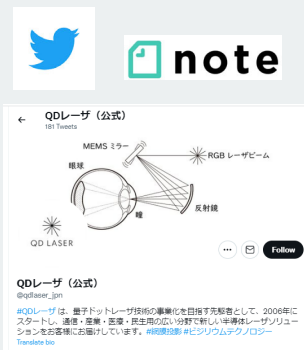 note
QDレーザ（公式）
181 Tweets
MEMS ミラー
RGB レーザビーム
眼球
瞳
反射鏡
QD LASER
Follow
QDレーザ（公式）
@qdlaser_jpn
#QDレーザ は、量子ドットレーザ技術の事業化を目指す先駆者として、2006年に
スタートし、通信・産業・医療・民生用の広い分野で新しい半導体レーザソリュー
ションをお客様にお届けしています。#網膜投影 #ビジリウムテクノロジー
Translate bio